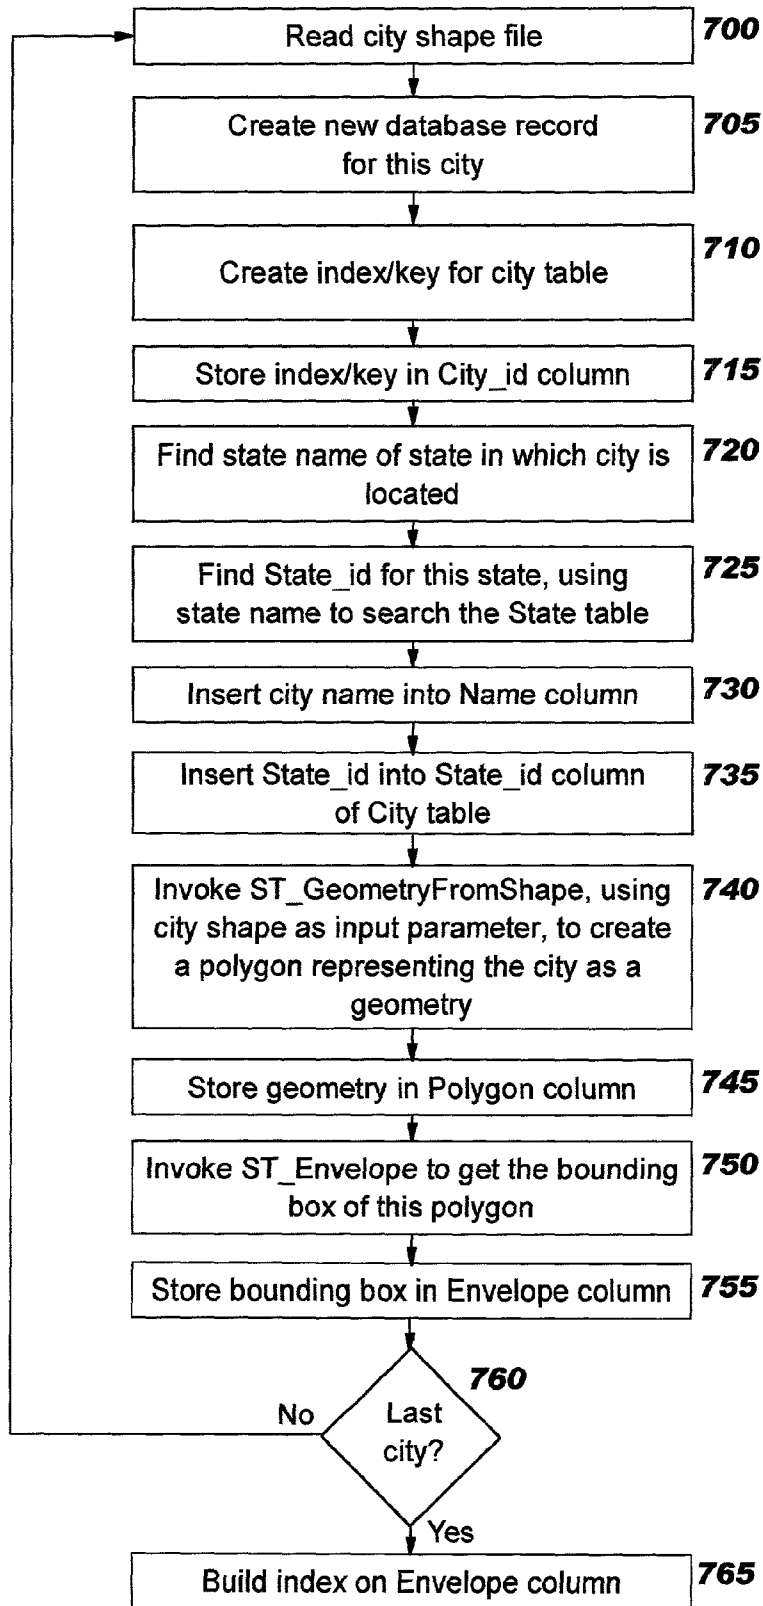 Read city shape file
700
Create new database record
for this city
705
Create index/key for city table
710
Store index/key in City_id column
715
Find state name of state in which city is
located
720
Find State_id for this state, using
state name to search the State table
725
Insert city name into Name column
730
Insert State_id into State_id column
of City table
735
Invoke ST_GeometryFromShape, using
city shape as input parameter, to create
a polygon representing the city as a
geometry
740
Store geometry in Polygon column
745
Invoke ST_Envelope to get the bounding
box of this polygon
750
Store bounding box in Envelope column
755
760
Last
city?
No
Yes
Build index on Envelope column
765